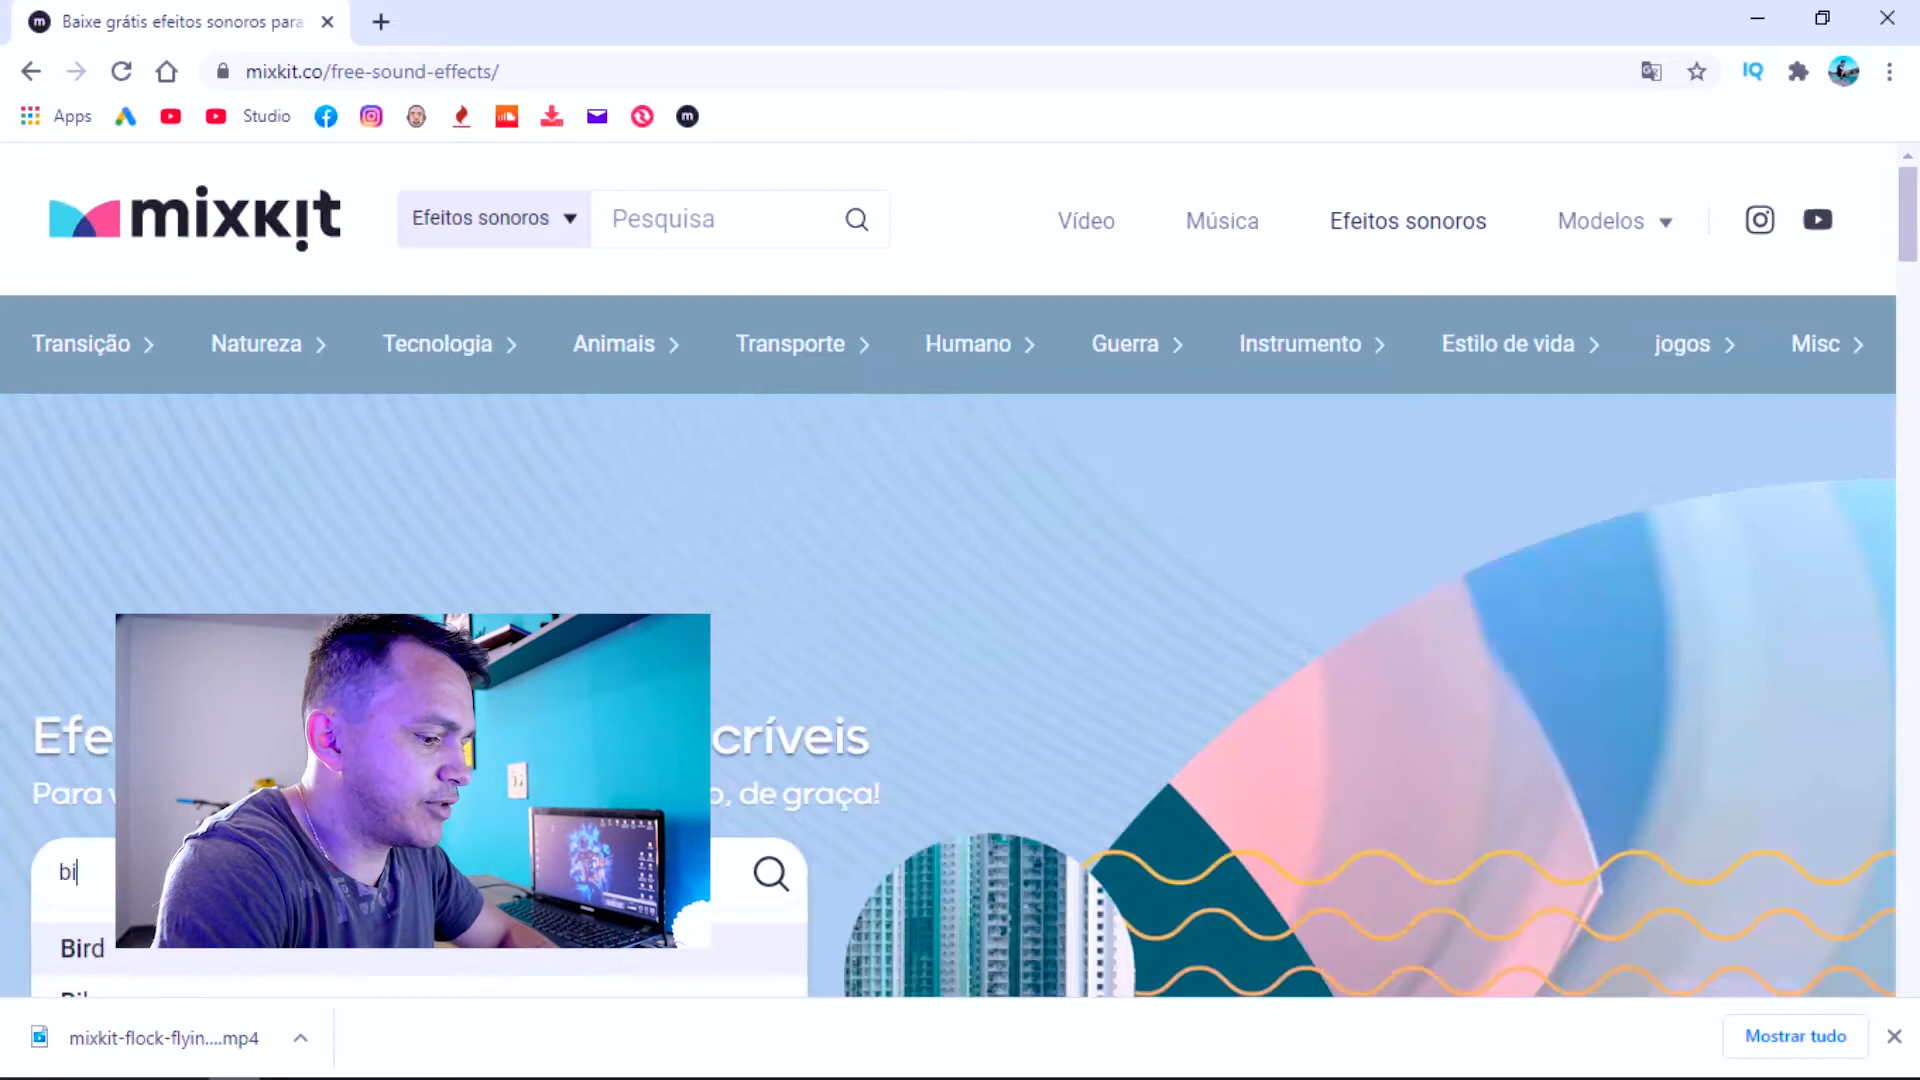 Baixe grátis efeitos sonoros para
mixkit.co/free-sound-effects/
IQ
Apps
Studio
m
mixkit
Efeitos sonoros
Pesquisa
Vídeo
Música
Efeitos sonoros
Modelos
Transição
Natureza
Tecnologia
Animais
Transporte
Humano
Guerra
Instrumento
Estilo de vida
jogos
Misc
Efe
críveis
Para
o, de graça!
bi
Bird
mixkit-flock-flyin....mp4
Mostrar tudo